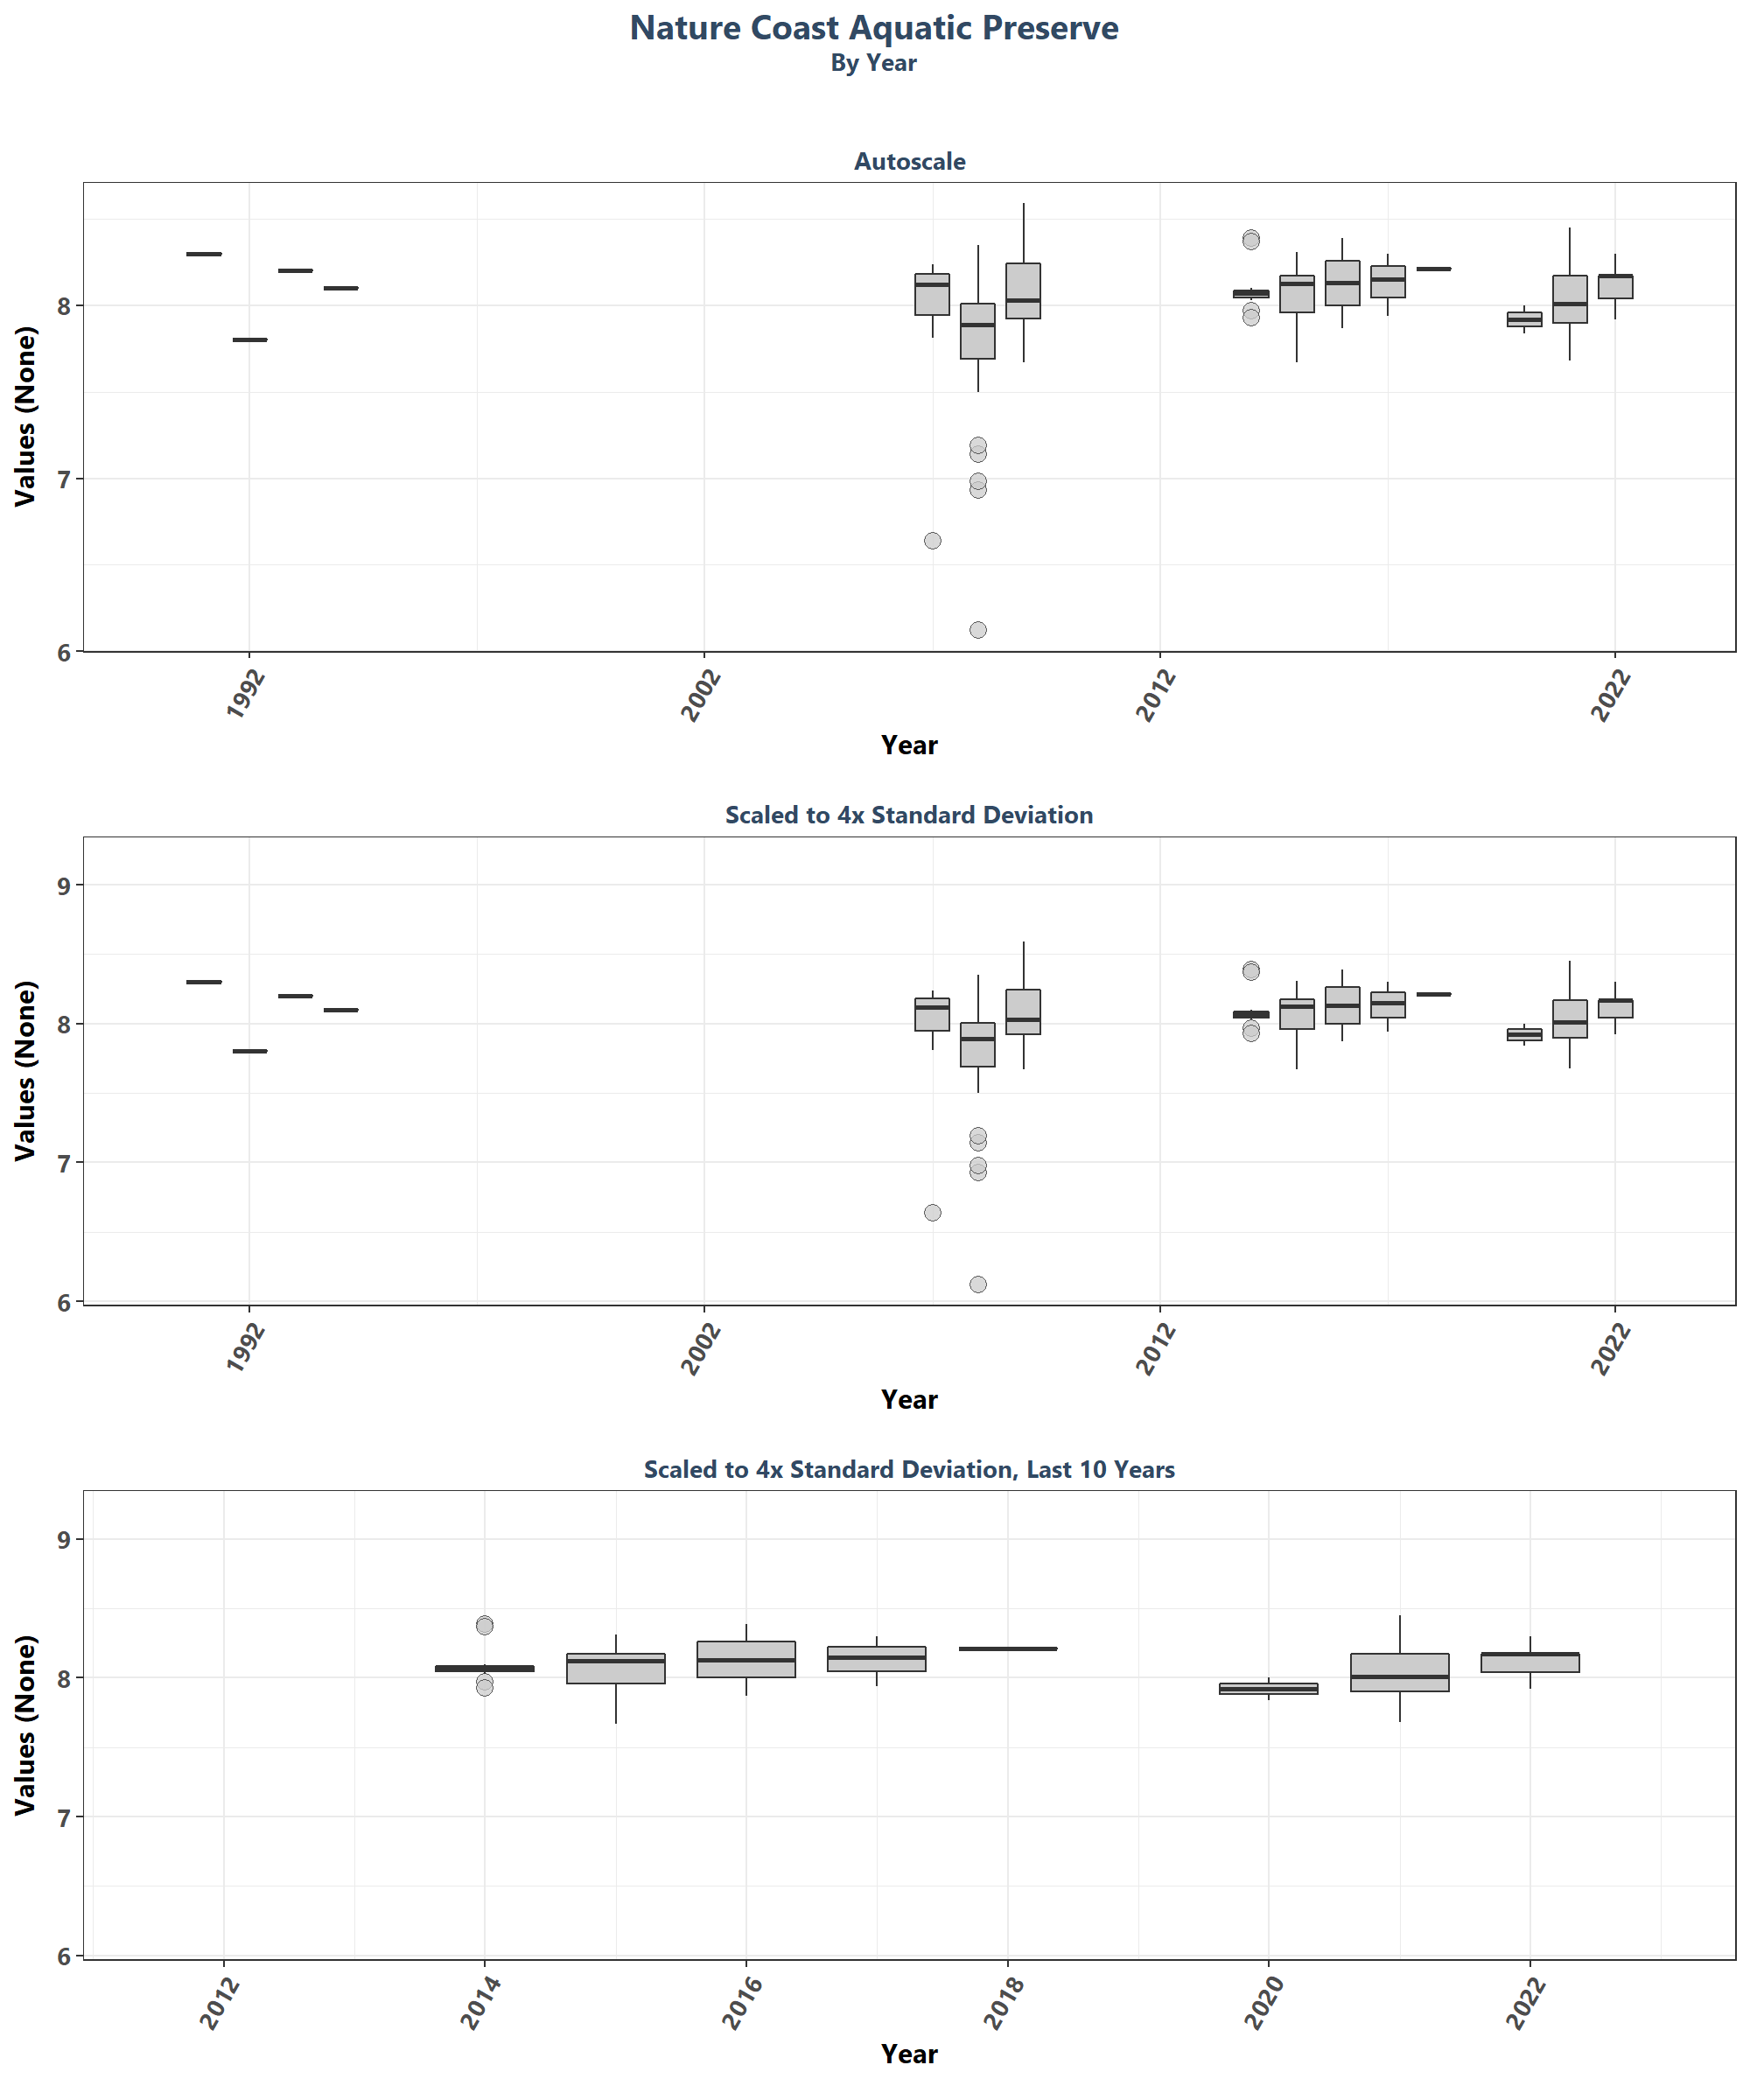 Nature Coast Aquatic Preserve
By Year
Autoscale
Values (None)
8
7
6
1992
2002
2012
2022
Year
Scaled to 4x Standard Deviation
Values (None)
9
8
7
6
1992
2002
2012
2022
Year
Scaled to 4x Standard Deviation, Last 10 Years
Values (None)
9
8
7
6
2012
2014
2016
2018
2020
2022
Year